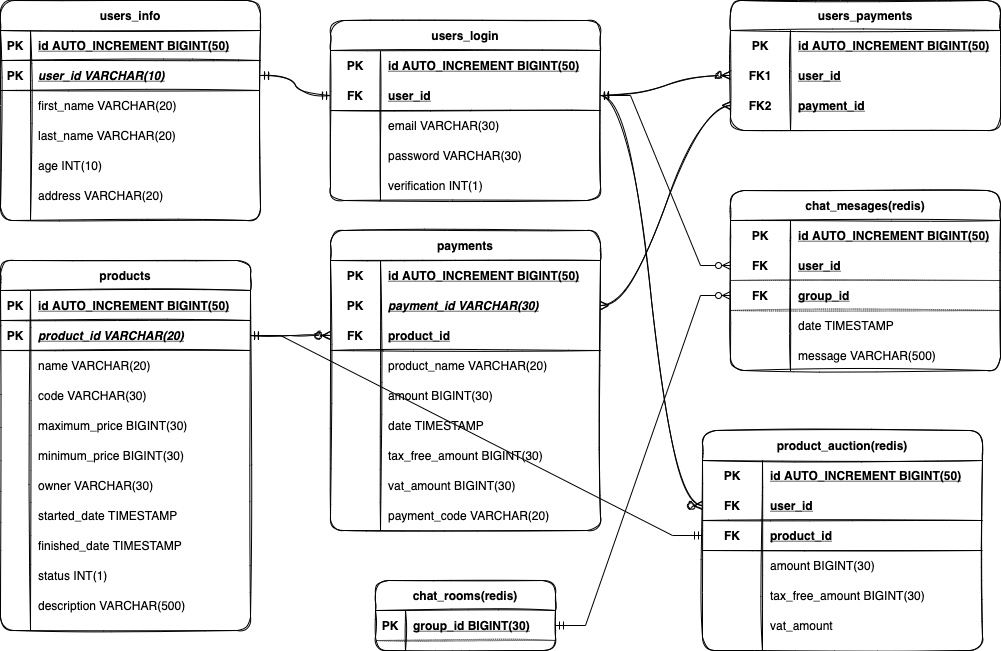 users_info
PK id AUTO_INCREMENT BIGINT(50)
PK user_id VARCHAR(10)
first_name VARCHAR(20)
last_name VARCHAR(20)
age INT(10)
address VARCHAR(20)
users_login
PK id AUTO_INCREMENT BIGINT(50)
FK user_id
email VARCHAR(30)
password VARCHAR(30)
verification INT(1)
users_payments
PK id AUTO_INCREMENT BIGINT(50)
FK1 user_id
FK2 payment_id
products
PK id AUTO_INCREMENT BIGINT(50)
PK product_id VARCHAR(20)
name VARCHAR(20)
code VARCHAR(30)
maximum_price BIGINT(30)
minimum_price BIGINT(30)
owner VARCHAR(30)
started_date TIMESTAMP
finished_date TIMESTAMP
status INT(1)
description VARCHAR(500)
payments
PK id AUTO_INCREMENT BIGINT(50)
PK payment_id VARCHAR(30)
FK product_id
product_name VARCHAR(20)
amount BIGINT(30)
date TIMESTAMP
tax_free_amount BIGINT(30)
vat_amount BIGINT(30)
payment_code VARCHAR(20)
chat_mesages(redis)
PK id AUTO_INCREMENT BIGINT(50)
FK user_id
FK group_id
date TIMESTAMP
message VARCHAR(500)
product_auction(redis)
PK id AUTO_INCREMENT BIGINT(50)
FK user_id
FK product_id
amount BIGINT(30)
tax_free_amount BIGINT(30)
vat_amount
chat_rooms(redis)
PK group_id BIGINT(30)